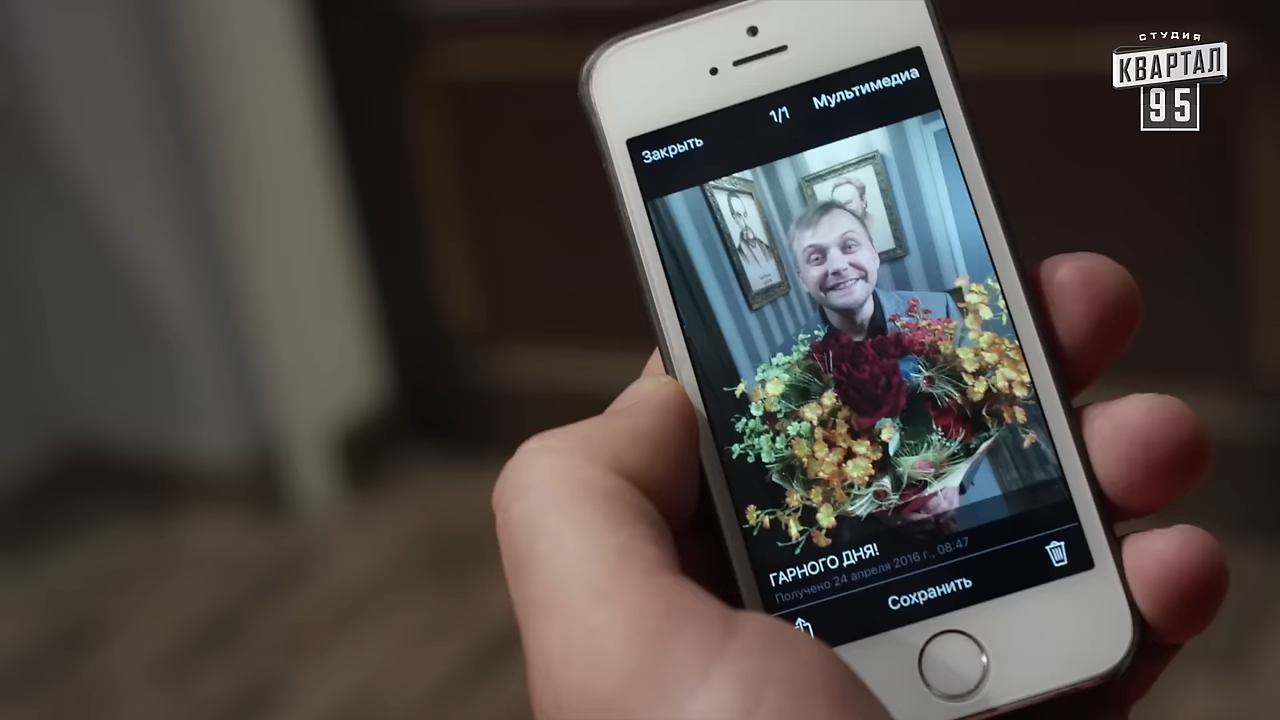 СТУДИЯ
КВАРТАЛ
95
Закрыть
1/1
Мультимедиа
ГАРНОГО ДНЯ!
Получено 24 апреля 2016 г., 08:47
Сохранить